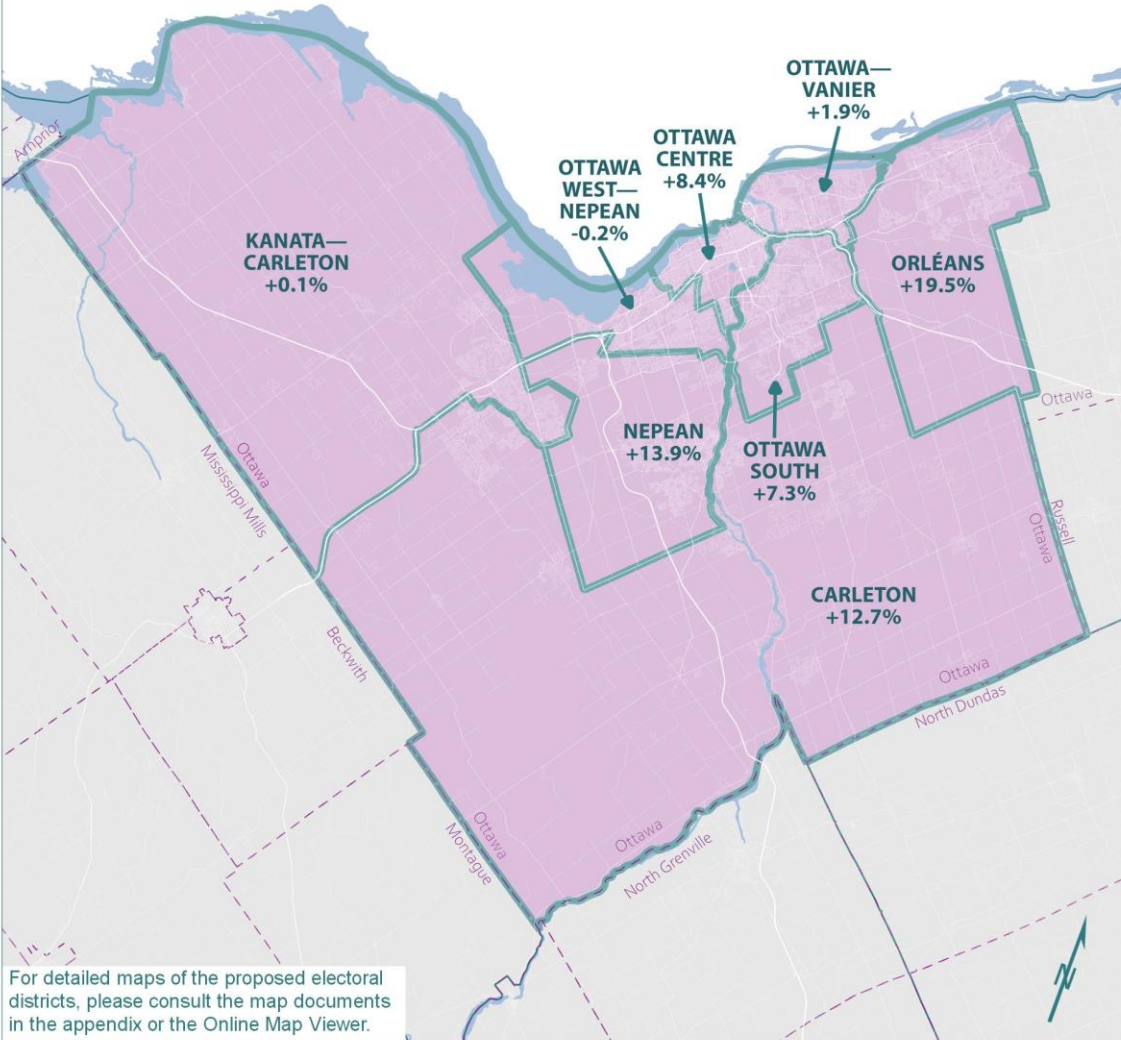 OTTAWA—
VANIER
+1.9%
OTTAWA
CENTRE
+8.4%
OTTAWA
WEST—
NEPEAN
-0.2%
Arnprior
KANATA—
CARLETON
+0.1%
ORLÉANS
+19.5%
Ottawa
NEPEAN
+13.9%
OTTAWA
SOUTH
+7.3%
Ottawa
Mississippi Mills
Russell
Ottawa
CARLETON
+12.7%
Beckwith
Ottawa
North Dundas
Ottawa
Montague
Ottawa
North Grenville
For detailed maps of the proposed electoral
districts, please consult the map documents
in the appendix or the Online Map Viewer.
N